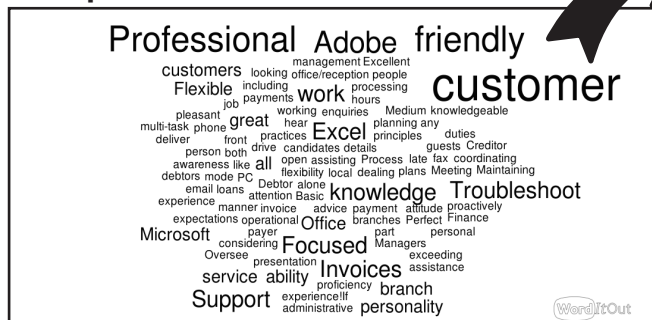 Professional Adobe friendly
management Excellent
customers looking office/reception people
customer
Flexible including work processing
job payments hours
pleasant great working enquiries Medium knowledgeable
multi-task phone hear Excel planning any
deliver front practices principles duties
person both drive candidates details guests Creditor
awareness like all open assisting Process late fax coordinating
debtors mode PC flexibility local dealing plans Meeting Maintaining
email loans Debtor alone knowledge Troubleshoot
experience attention Basic
manner invoice advice payment attitude proactively
expectations operational Office branches Perfect Finance
Microsoft payer part personal
considering Focused Managers
Oversee exceeding
presentation Invoices assistance
service ability
proficiency branch
Support experience!If
administrative personality
WordItOut